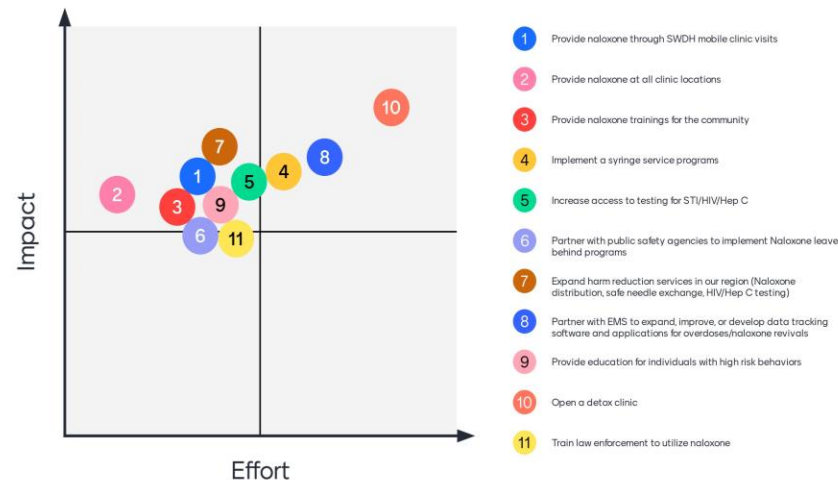 Impact
Effort
10
7
8
1
4
5
2
3
9
6
11
1 Provide naloxone through SWDH mobile clinic visits
2 Provide naloxone at all clinic locations
3 Provide naloxone trainings for the community
4 Implement a syringe service programs
5 Increase access to testing for STI/HIV/Hep C
6 Partner with public safety agencies to implement Naloxone leave
behind programs
7 Expand harm reduction services in our region (Naloxone
distribution, safe needle exchange, HIV/Hep C testing)
8 Partner with EMS to expand, improve, or develop data tracking
software and applications for overdoses/naloxone revivals
9 Provide education for individuals with high risk behaviors
10 Open a detox clinic
11 Train law enforcement to utilize naloxone